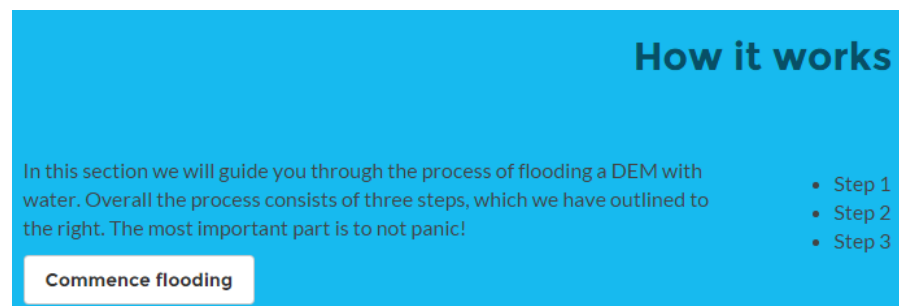 How it works
In this section we will guide you through the process of flooding a DEM with
water. Overall the process consists of three steps, which we have outlined to
the right. The most important part is to not panic!
Commence flooding
• Step 1
• Step 2
• Step 3